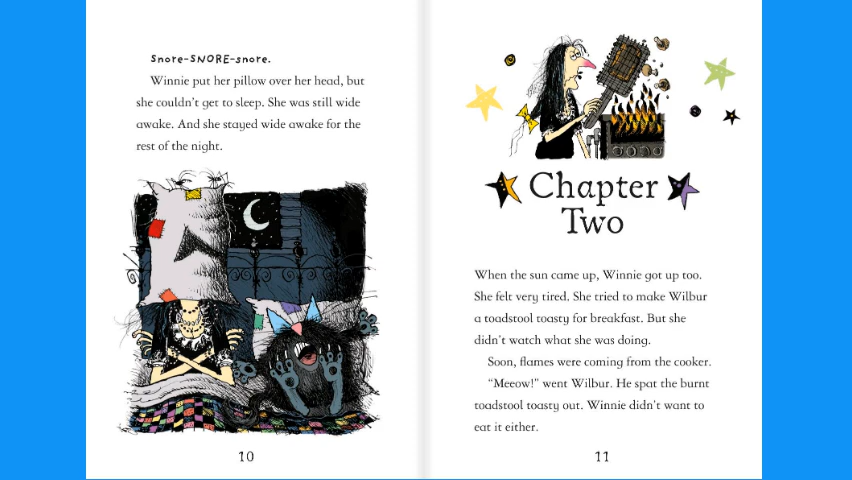 Snore-SNORE-snore.
Winnie put her pillow over her head, but
she couldn't get to sleep. She was still wide
awake. And she stayed wide awake for the
rest of the night.
10
Chapter
Two
When the sun came up, Winnie got up too.
She felt very tired. She tried to make Wilbur
a toadstool toasty for breakfast. But she
didn't watch what she was doing.
Soon, flames were coming from the cooker.
"Meeow!" went Wilbur. He spat the burnt
toadstool toasty out. Winnie didn't want to
eat it either.
11